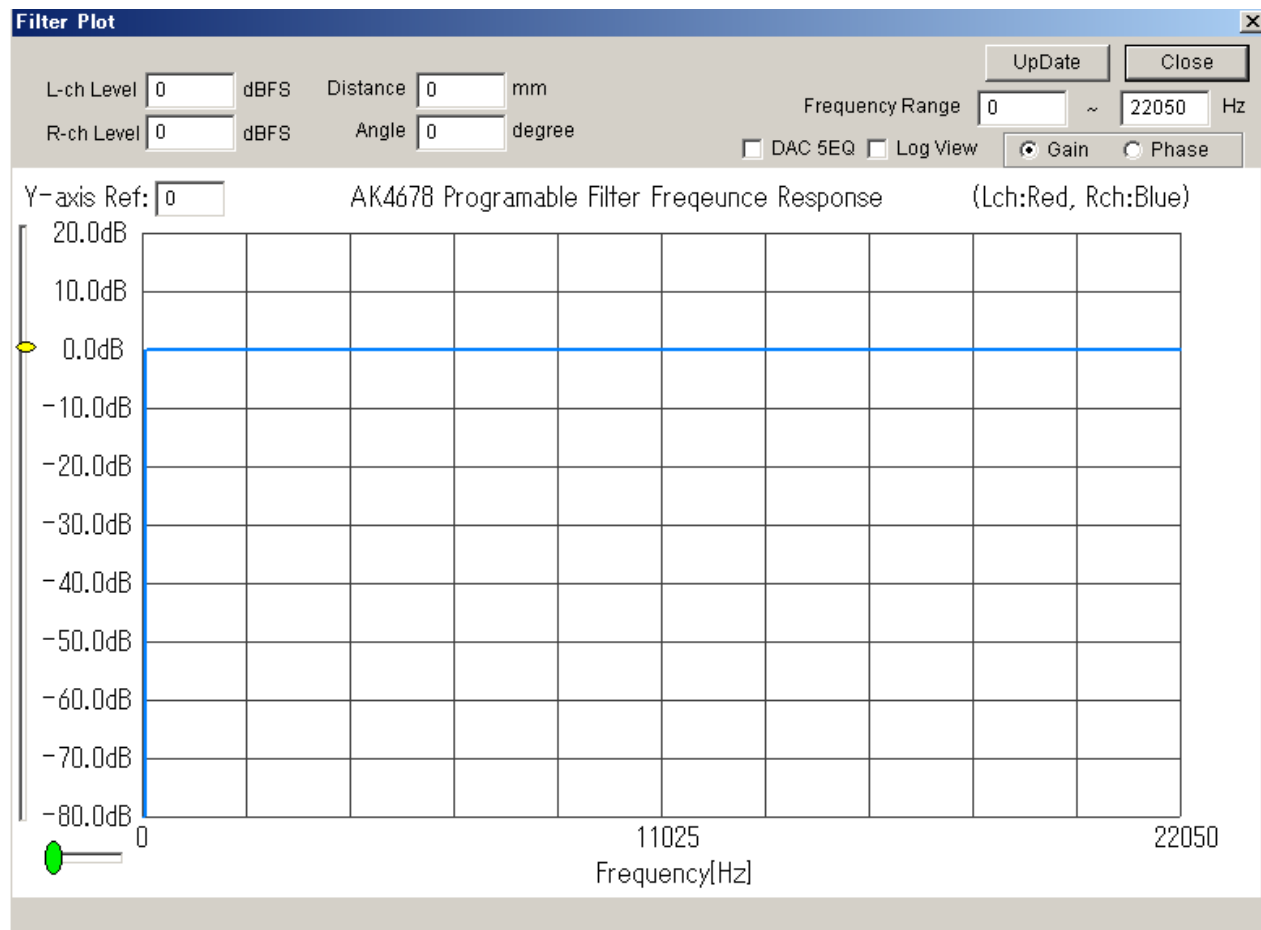 Filter Plot
UpDate Close
L-ch Level 0 dBFS Distance 0 mm
Frequency Range 0 ~ 22050 Hz
R-ch Level 0 dBFS Angle 0 degree
DAC 5EQ Log View Gain Phase
Y-axis Ref: 0 AK4678 Programable Filter Freqeunce Response (Lch:Red, Rch:Blue)
20.0dB
10.0dB
0.0dB
-10.0dB
-20.0dB
-30.0dB
-40.0dB
-50.0dB
-60.0dB
-70.0dB
-80.0dB
0 11025 22050
Frequency[Hz]